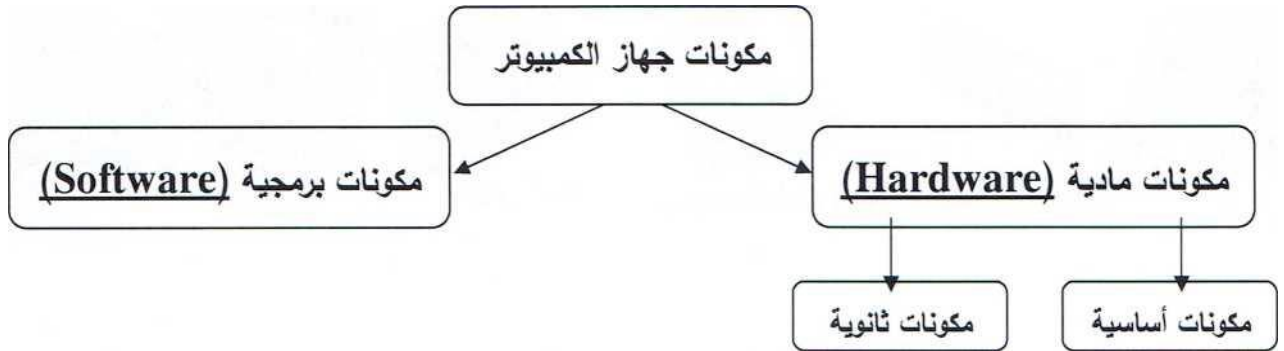 مكونات جهاز الكمبيوتر
مكونات مادية (Hardware)
مكونات برمجية (Software)
مكونات أساسية
مكونات ثانوية